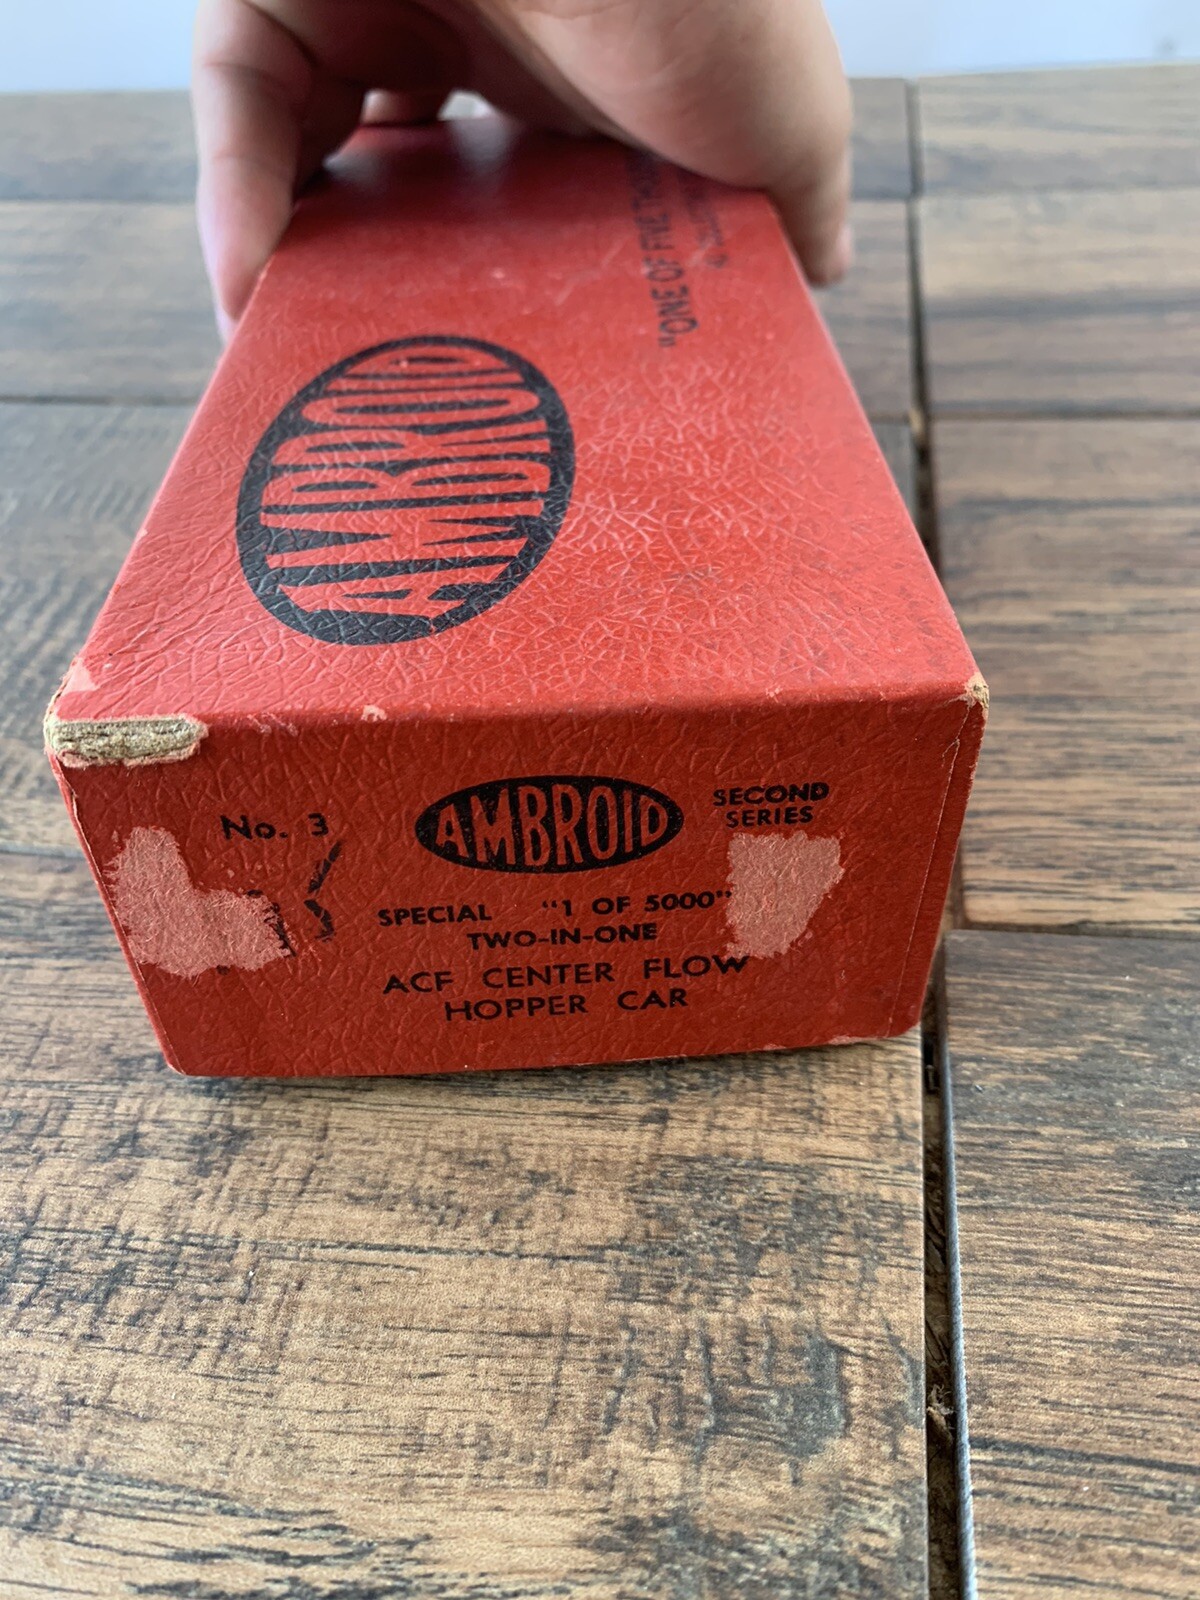 AMBROID
"ONE OF FIVE
No. 3
AMBROID
SECOND
SERIES
SPECIAL "1 OF 5000"
TWO-IN-ONE
ACF CENTER FLOW
HOPPER CAR